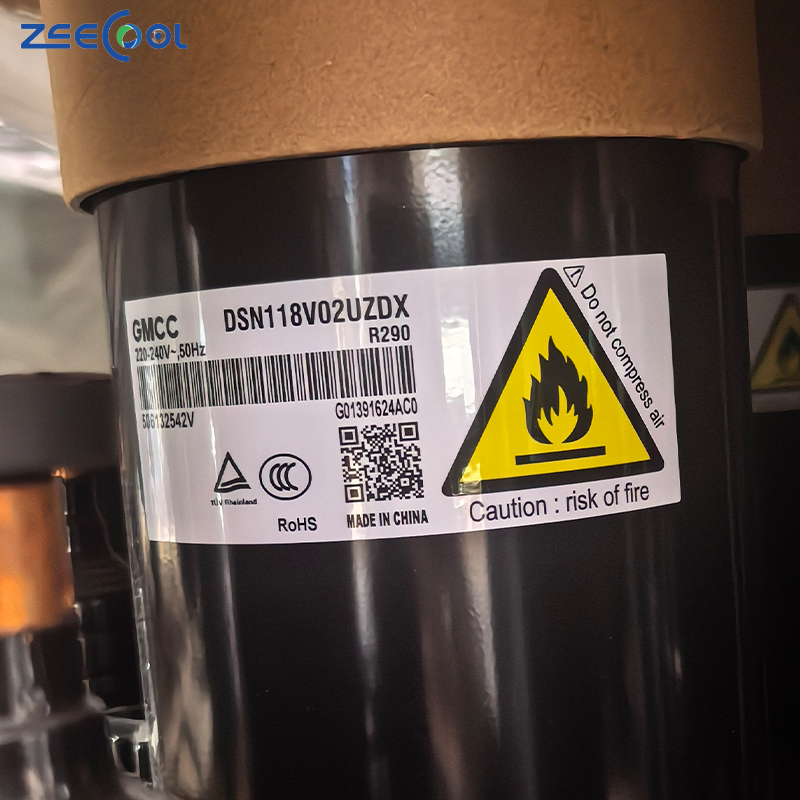 ZEECOOL
GMCC
DSN118V02UZDX
220-240V~,50Hz
R290
G01391624AC0
506132542V
TÜV Rheinland
CCC
RoHS
MADE IN CHINA
Do not compress air
Caution : risk of fire